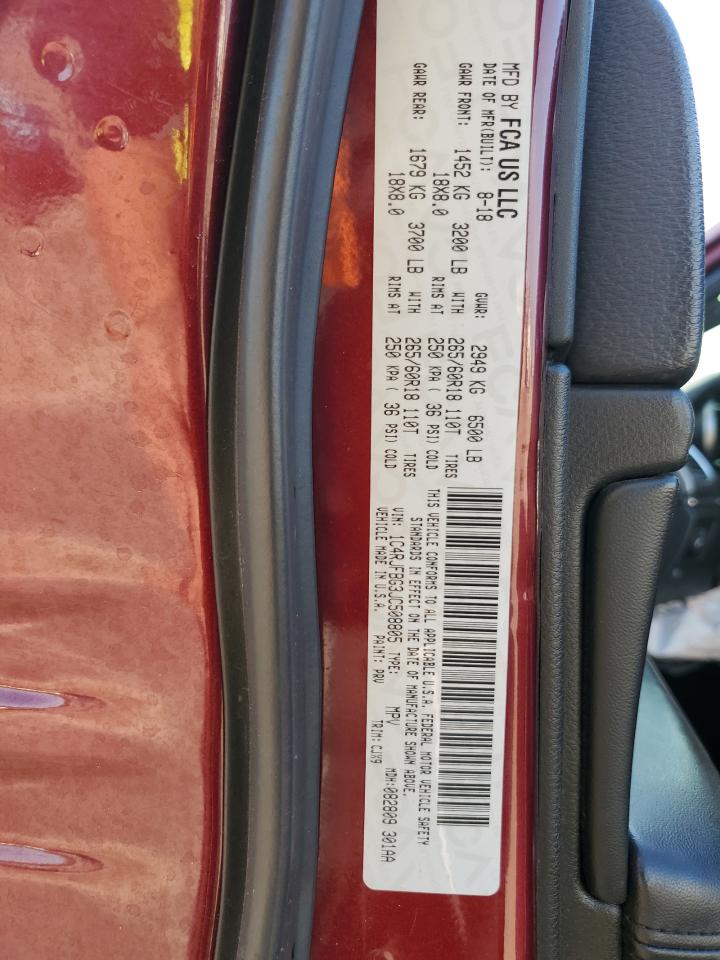 MFD BY FCA US LLC
DATE OF MFR(BUILT): 8-18 GVWR: 2949 KG 6500 LB
GAWR FRONT: 1452 KG 3200 LB WITH 265/60R18 110T TIRES
18X8.0 RIMS AT 250 KPA ( 36 PSI) COLD
GAWR REAR: 1679 KG 3700 LB WITH 265/60R18 110T TIRES
18X8.0 RIMS AT 250 KPA ( 36 PSI) COLD
THIS VEHICLE CONFORMS TO ALL APPLICABLE U.S.A. FEDERAL MOTOR VEHICLE SAFETY
STANDARDS IN EFFECT ON THE DATE OF MANUFACTURE SHOWN ABOVE.
VIN: 1C4RJFBG3JC508805 TYPE: MPV MDH:082809 301AA
VEHICLE MADE IN U.S.A. PAINT: PRV TRIM: CJX9